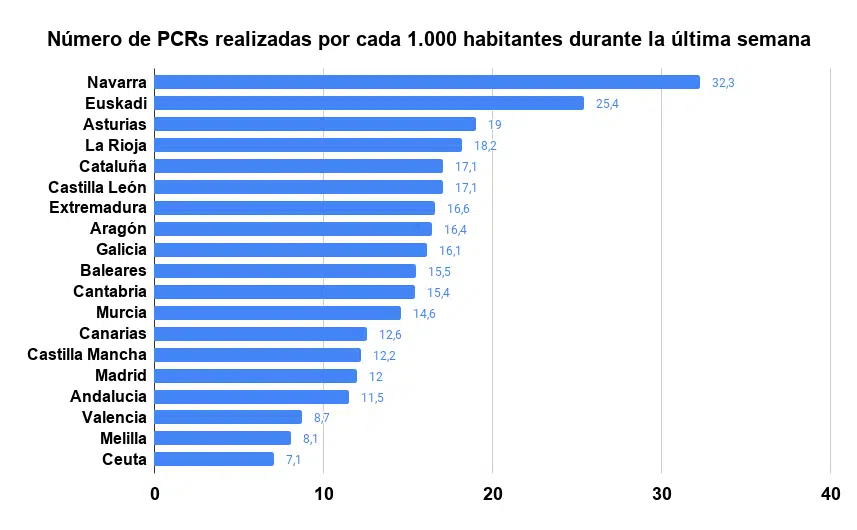 Número de PCRs realizadas por cada 1.000 habitantes durante la última semana
Navarra 32,3
Euskadi 25,4
Asturias 19
La Rioja 18,2
Cataluña 17,1
Castilla León 17,1
Extremadura 16,6
Aragón 16,4
Galicia 16,1
Baleares 15,5
Cantabria 15,4
Murcia 14,6
Canarias 12,6
Castilla Mancha 12,2
Madrid 12
Andalucia 11,5
Valencia 8,7
Melilla 8,1
Ceuta 7,1
0 10 20 30 40